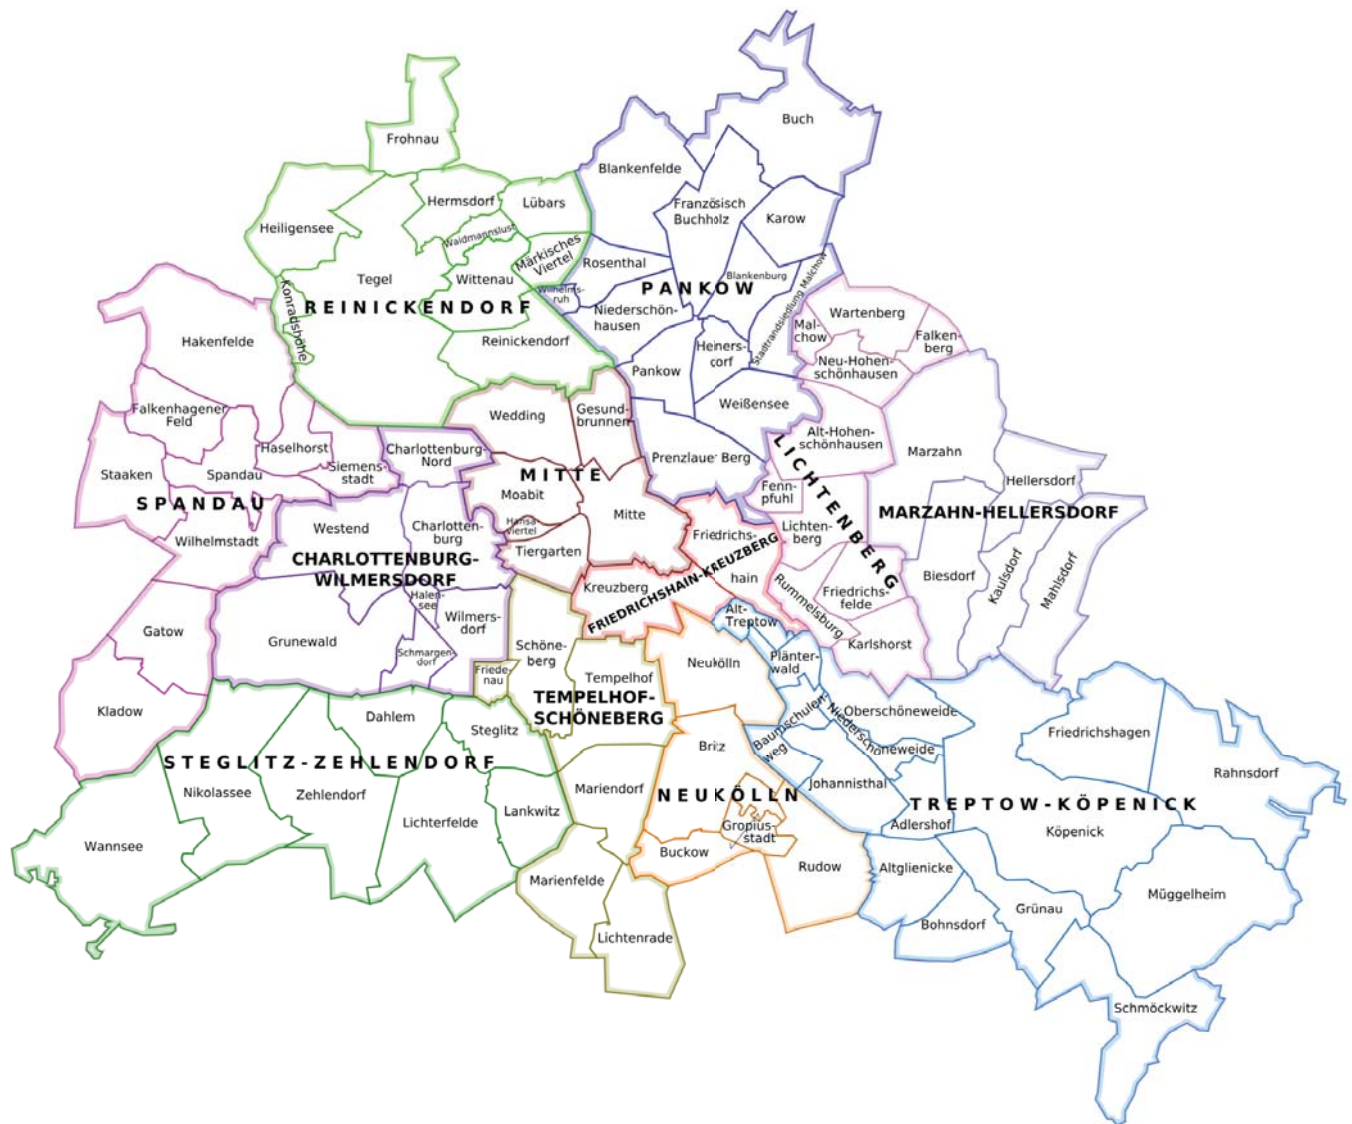 Buch
Frohnau
Blankenfelde
Hermsdorf
Lübars
Französisch
Buchholz
Karow
Heiligensee
Waidmannslust
Märkisches
Viertel
Rosenthal
Blankenburg
Stadtrandsiedlung Malchow
Tegel
Wittenau
PANKOW
Konradshöhe
REINICKENDORF
Wilhelms-
ruh
Niederschön-
hausen
Wartenberg
Mal-
chow
Falken-
berg
Hakenfelde
Reinickendorf
Heiners-
dorf
Neu-Hohen-
schönhausen
Pankow
Weißensee
Falkenhagener
Feld
Wedding
Gesund-
brunnen
Alt-Hohen-
schönhausen
Haselhorst
Charlottenburg-
Nord
Prenzlauer Berg
Marzahn
LICHTENBERG
Staaken
Spandau
Siemens-
stadt
MITTE
Hellersdorf
SPANDAU
Moabit
Fenn-
pfuhl
Mitte
MARZAHN-HELLERSDORF
Westend
Charlotten-
burg
Hansa-
viertel
Lichten-
berg
Wilhelmstadt
Tiergarten
Friedrichs-
hain
CHARLOTTENBURG-
WILMERSDORF
FRIEDRICHSHAIN-KREUZBERG
Kreuzberg
Biesdorf
Kaulsdorf
Mahlsdorf
Halen-
see
Rummelsburg
Friedrichs-
felde
Gatow
Grunewald
Wilmers-
dorf
Alt-
Treptow
Karlshorst
Schmargen-
dorf
Schöne-
berg
Neukölln
Plänter-
wald
Friede-
nau
Tempelhof
Kladow
TEMPELHOF-
SCHÖNEBERG
Dahlem
Steglitz
Baumschulen-
weg
Niederschöneweide
Oberschöneweide
Friedrichshagen
STEGLITZ-ZEHLENDORF
Britz
Rahnsdorf
Nikolassee
Zehlendorf
Mariendorf
NEUKÖLLN
Johannisthal
TREPTOW-KÖPENICK
Lankwitz
Lichterfelde
Gropius-
stadt
Adlershof
Köpenick
Wannsee
Buckow
Rudow
Altglienicke
Marienfelde
Müggelheim
Grünau
Bohnsdorf
Lichtenrade
Schmöckwitz